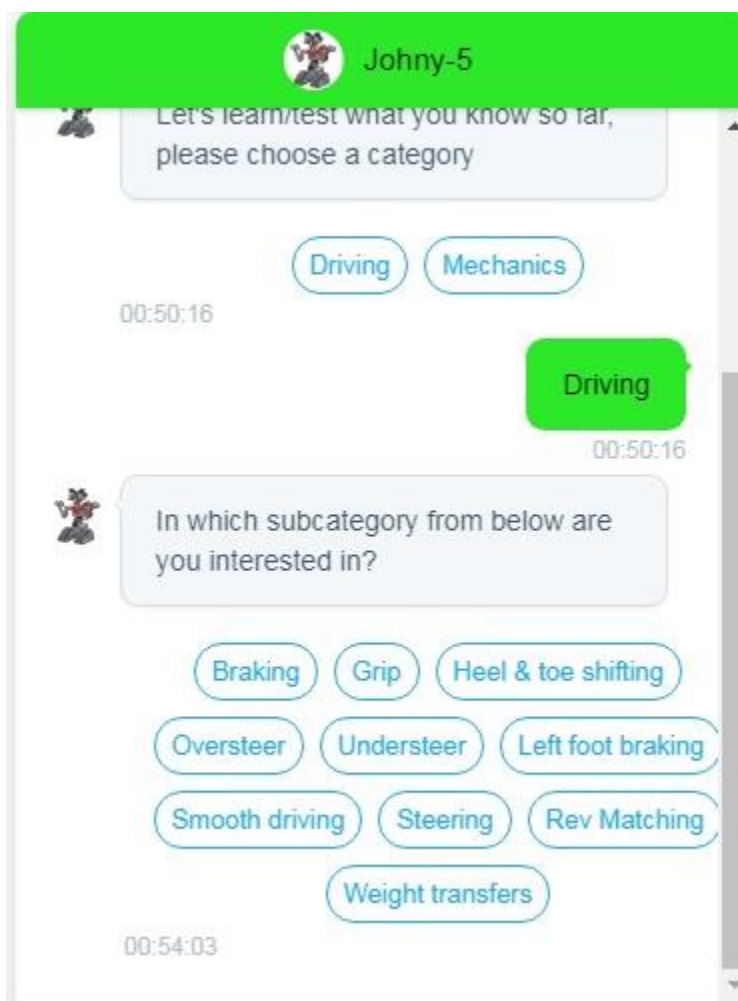 Johny-5
Let's learn/test what you know so far,
please choose a category
Driving Mechanics
00:50:16
Driving
00:50:16
In which subcategory from below are
you interested in?
Braking Grip Heel & toe shifting
Oversteer Understeer Left foot braking
Smooth driving Steering Rev Matching
Weight transfers
00:54:03